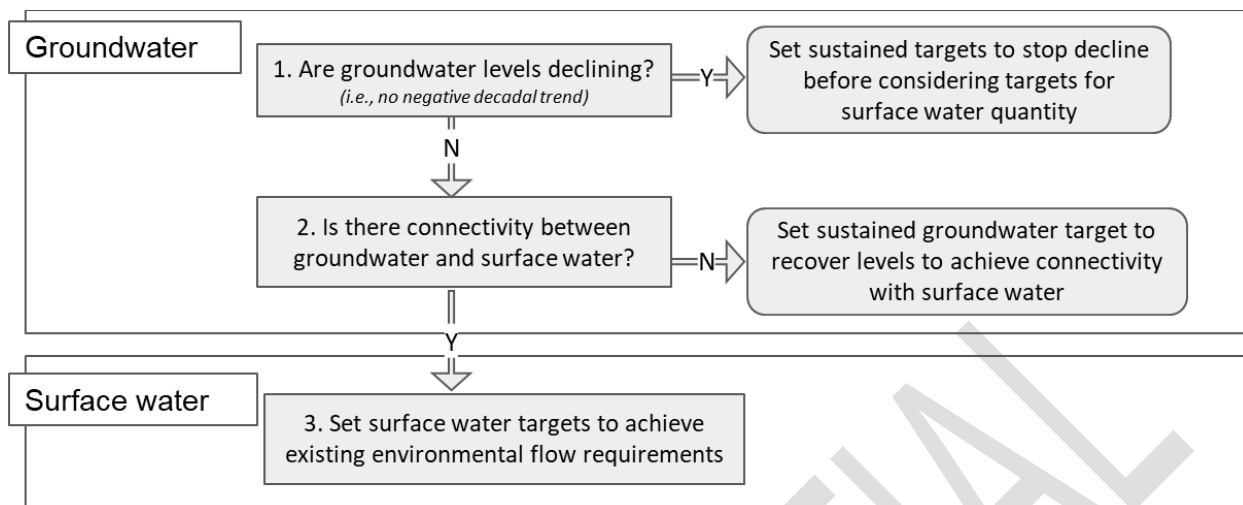 Groundwater
1. Are groundwater levels declining?
(i.e., no negative decadal trend)
Y
Set sustained targets to stop decline
before considering targets for
surface water quantity
N
2. Is there connectivity between
groundwater and surface water?
N
Set sustained groundwater target to
recover levels to achieve connectivity
with surface water
Y
Surface water
3. Set surface water targets to achieve
existing environmental flow requirements